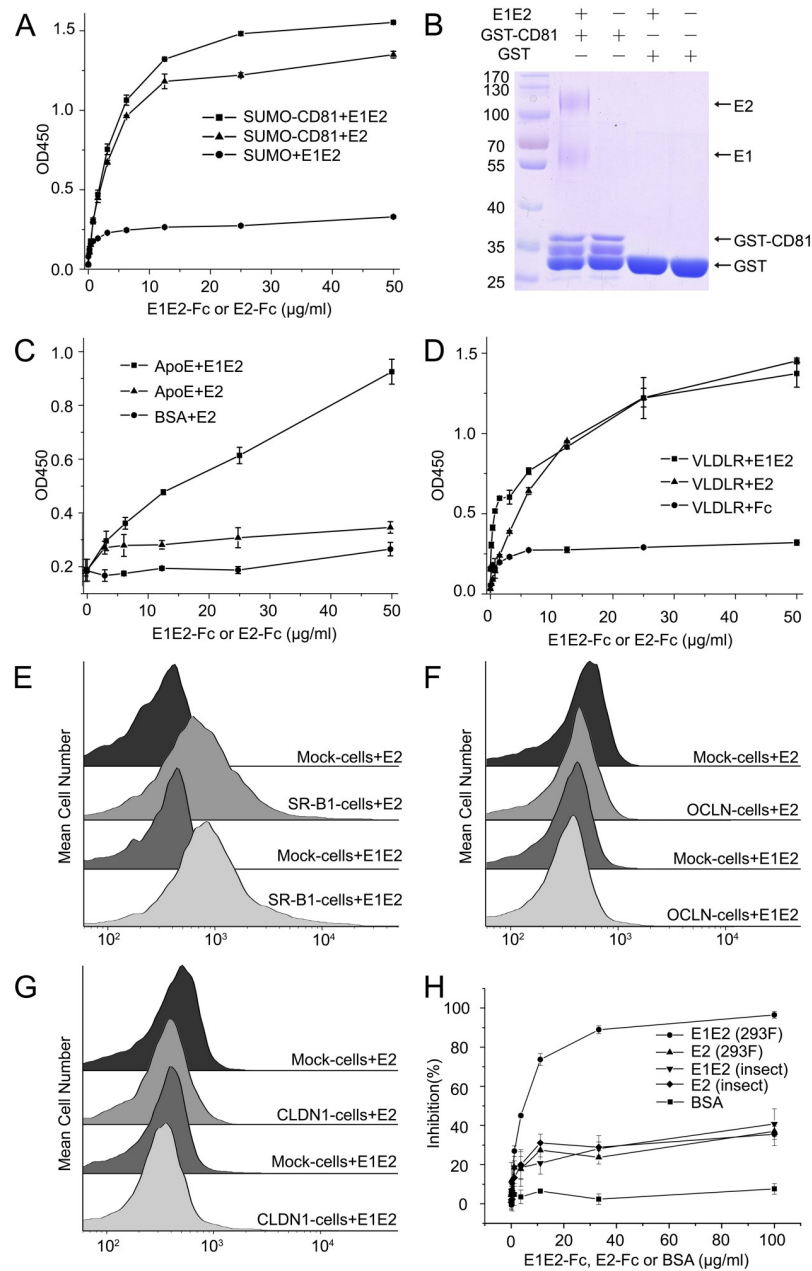 A
1.5
1.0
0.5
0.0
OD450
SUMO-CD81+E1E2
SUMO-CD81+E2
SUMO+E1E2
0 10 20 30 40 50
E1E2-Fc or E2-Fc (μg/ml)
B
E1E2 + − + −
GST-CD81 + + − −
GST − − + +
170
130
100
70
55
40
35
25
E2
E1
GST-CD81
GST
C
1.0
0.8
0.6
0.4
0.2
OD450
ApoE+E1E2
ApoE+E2
BSA+E2
0 10 20 30 40 50
E1E2-Fc or E2-Fc (μg/ml)
D
1.5
1.0
0.5
0.0
OD450
VLDLR+E1E2
VLDLR+E2
VLDLR+Fc
0 10 20 30 40 50
E1E2-Fc or E2-Fc (μg/ml)
E
Mean Cell Number
Mock-cells+E2
SR-B1-cells+E2
Mock-cells+E1E2
SR-B1-cells+E1E2
10² 10³ 10⁴
F
Mean Cell Number
Mock-cells+E2
OCLN-cells+E2
Mock-cells+E1E2
OCLN-cells+E1E2
10² 10³ 10⁴
G
Mean Cell Number
Mock-cells+E2
CLDN1-cells+E2
Mock-cells+E1E2
CLDN1-cells+E1E2
10² 10³ 10⁴
H
100
80
60
40
20
0
Inhibition(%)
E1E2 (293F)
E2 (293F)
E1E2 (insect)
E2 (insect)
BSA
0 20 40 60 80 100
E1E2-Fc, E2-Fc or BSA (μg/ml)